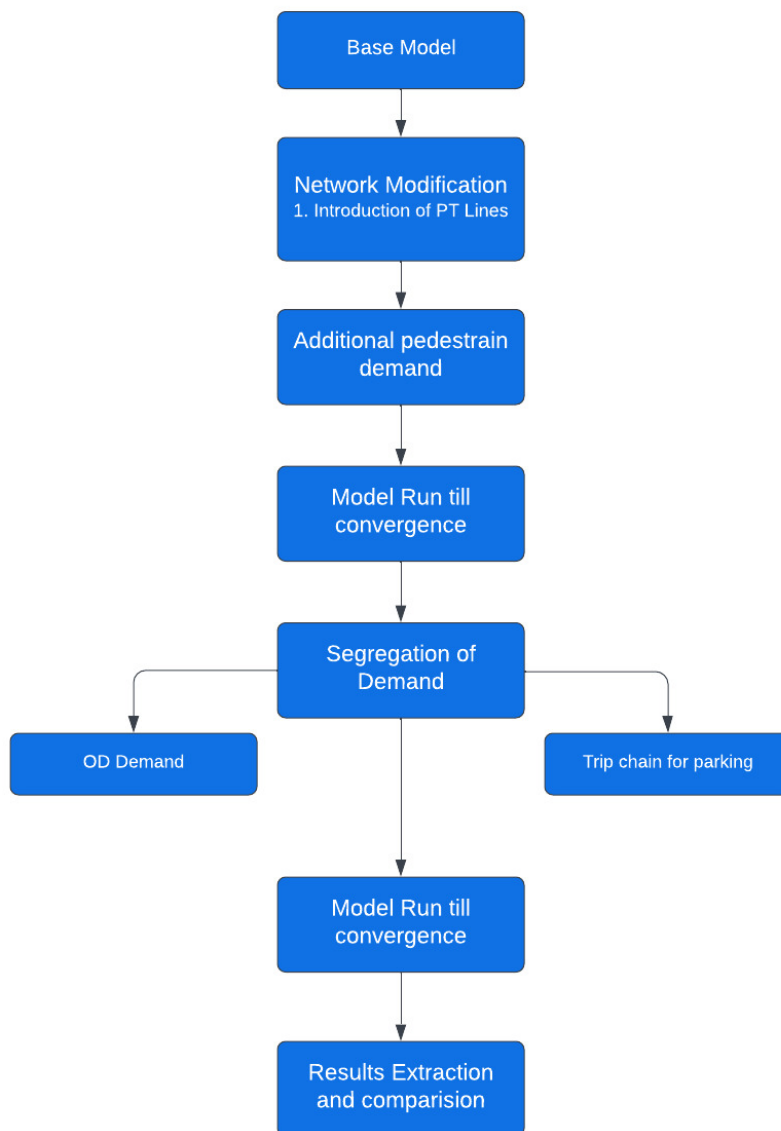 Base Model
Network Modification
1. Introduction of PT Lines
Additional pedestrain
demand
Model Run till
convergence
Segregation of
Demand
OD Demand
Trip chain for parking
Model Run till
convergence
Results Extraction
and comparision